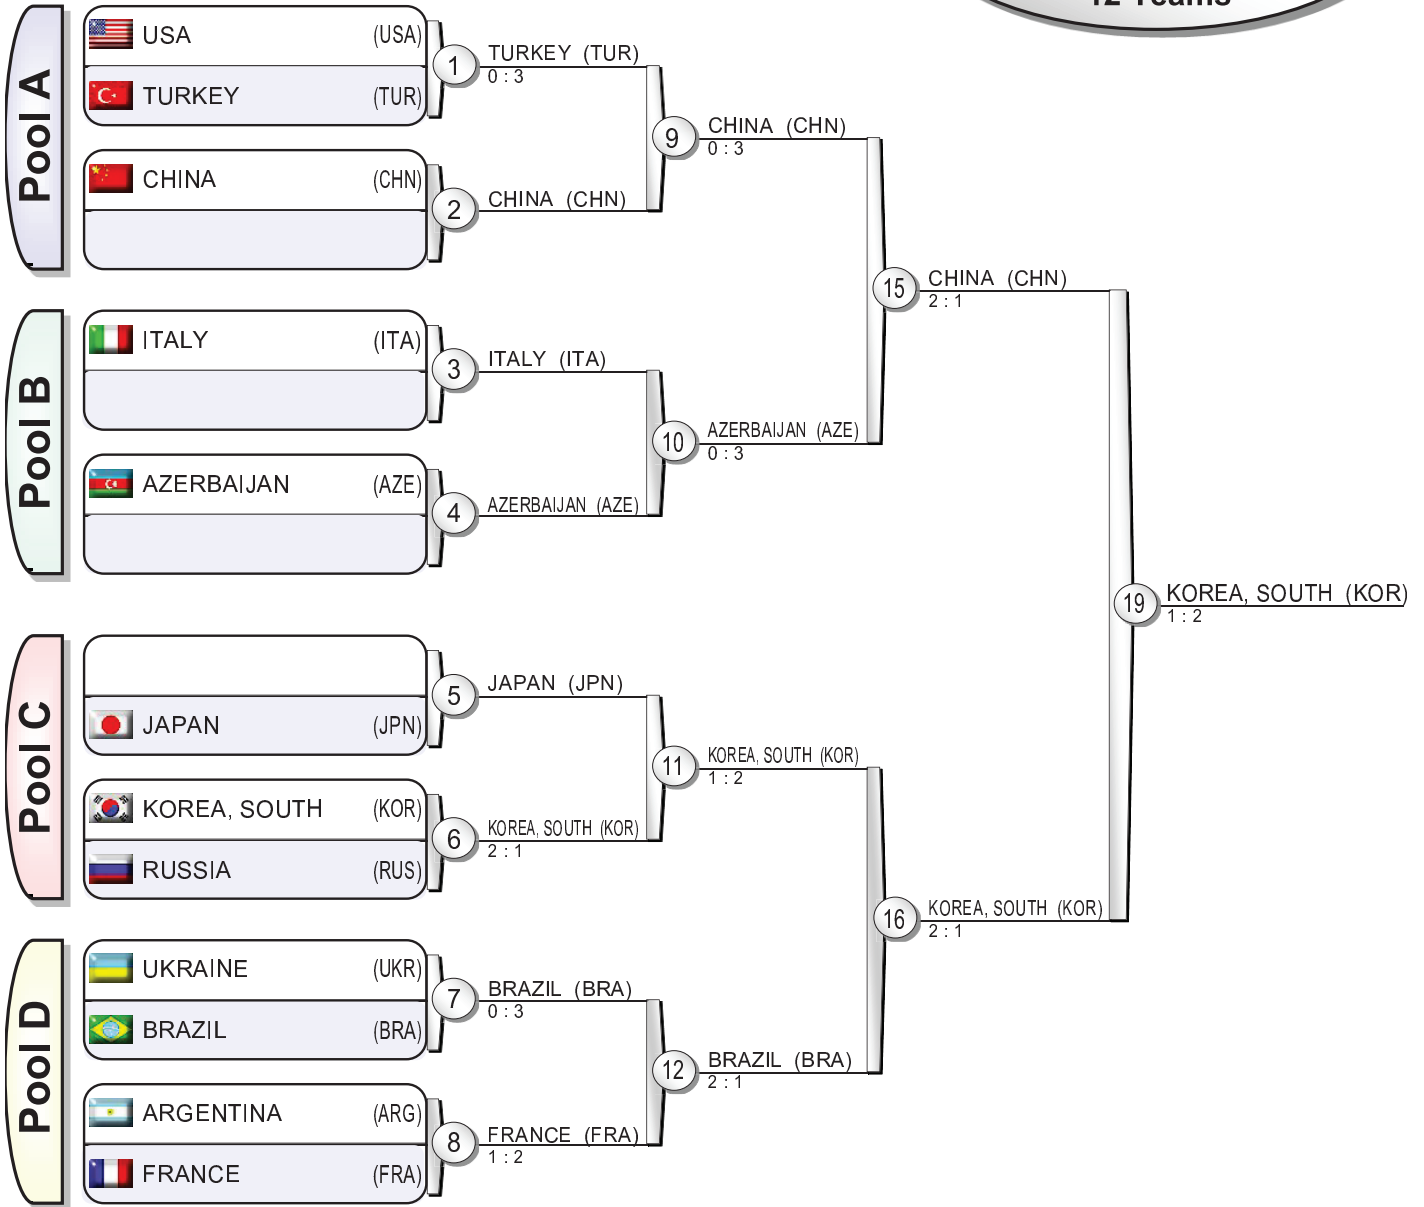 12 Teams
Pool A
USA (USA)
TURKEY (TUR)
1
TURKEY (TUR)
0 : 3
CHINA (CHN)
2
CHINA (CHN)
9
CHINA (CHN)
0 : 3
Pool B
ITALY (ITA)
3
ITALY (ITA)
AZERBAIJAN (AZE)
4
AZERBAIJAN (AZE)
10
AZERBAIJAN (AZE)
0 : 3
15
CHINA (CHN)
2 : 1
Pool C
JAPAN (JPN)
5
JAPAN (JPN)
KOREA, SOUTH (KOR)
RUSSIA (RUS)
6
KOREA, SOUTH (KOR)
2 : 1
11
KOREA, SOUTH (KOR)
1 : 2
Pool D
UKRAINE (UKR)
BRAZIL (BRA)
7
BRAZIL (BRA)
0 : 3
ARGENTINA (ARG)
FRANCE (FRA)
8
FRANCE (FRA)
1 : 2
12
BRAZIL (BRA)
2 : 1
16
KOREA, SOUTH (KOR)
2 : 1
19
KOREA, SOUTH (KOR)
1 : 2